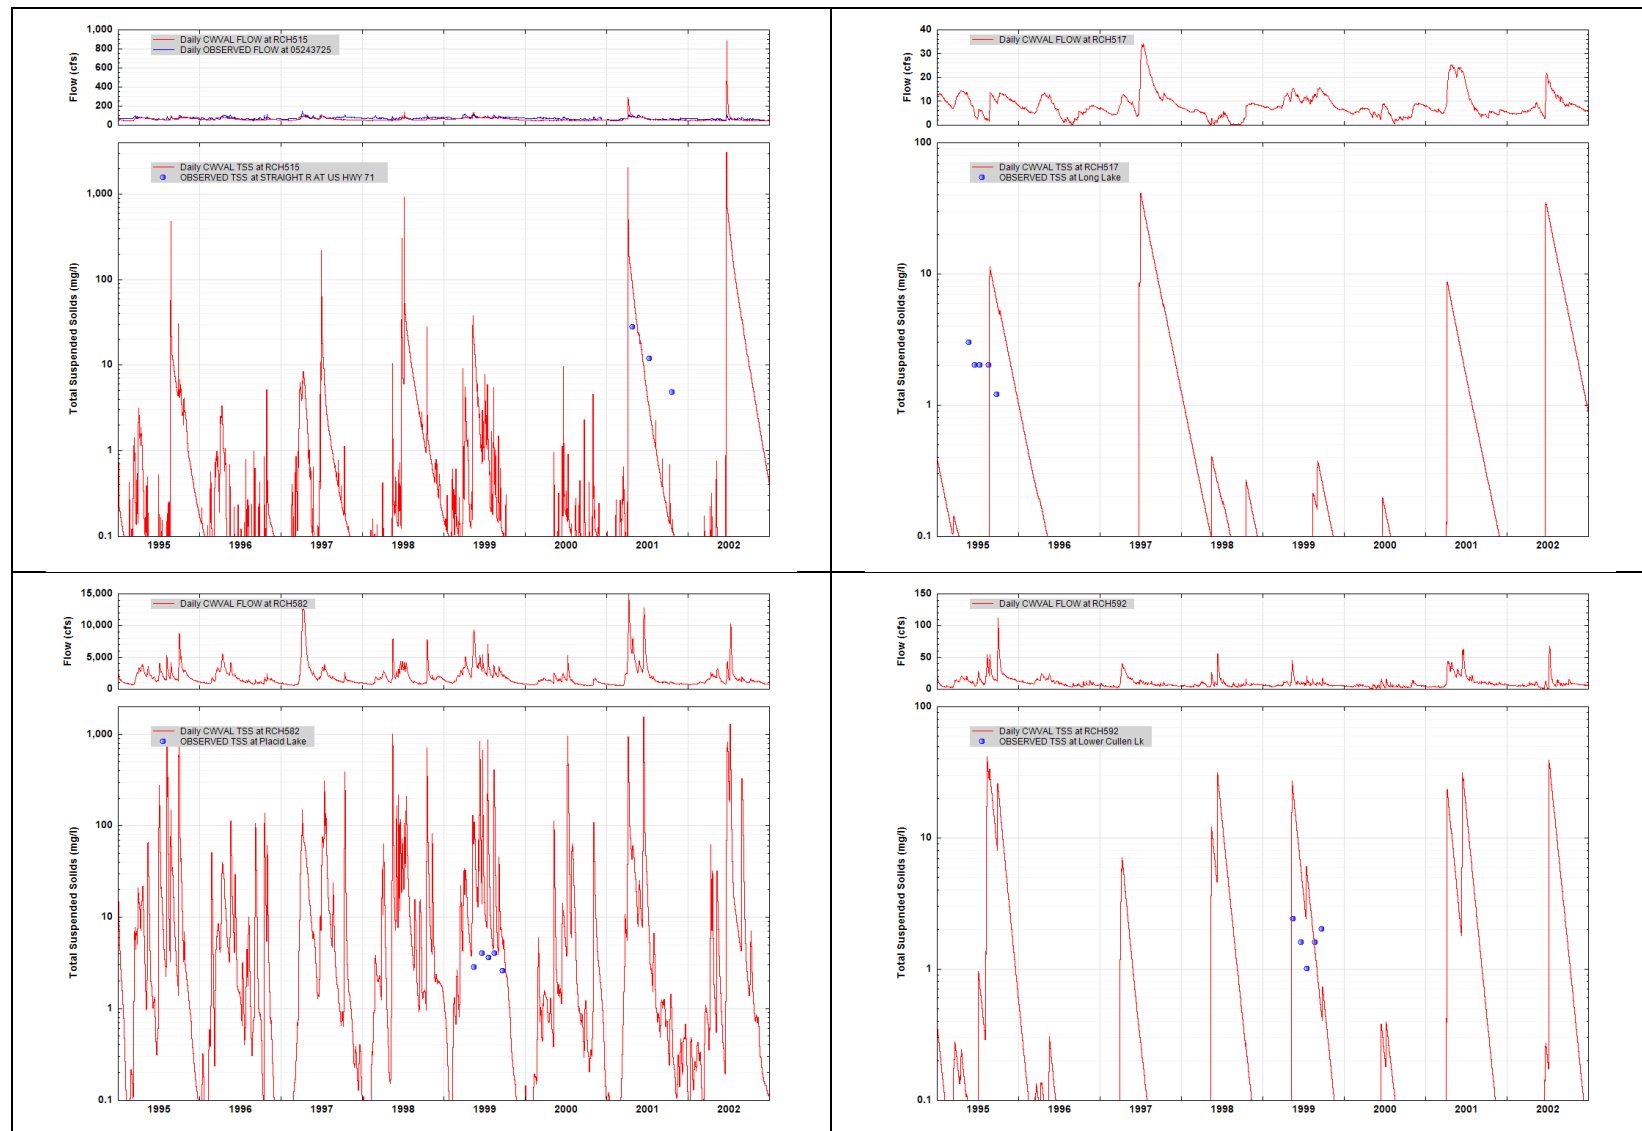 1,000
800
600
400
200
0
Flow (cfs)
Daily CWVAL FLOW at RCH515
Daily OBSERVED FLOW at 05243725
1,000
100
10
1
0.1
Total Suspended Solids (mg/l)
Daily CWVAL TSS at RCH515
OBSERVED TSS at STRAIGHT R AT US HWY 71
1995 1996 1997 1998 1999 2000 2001 2002
40
30
20
10
0
Flow (cfs)
Daily CWVAL FLOW at RCH517
100
10
1
0.1
Total Suspended Solids (mg/l)
Daily CWVAL TSS at RCH517
OBSERVED TSS at Long Lake
1995 1996 1997 1998 1999 2000 2001 2002
15,000
10,000
5,000
0
Flow (cfs)
Daily CWVAL FLOW at RCH582
1,000
100
10
1
0.1
Total Suspended Solids (mg/l)
Daily CWVAL TSS at RCH582
OBSERVED TSS at Placid Lake
1995 1996 1997 1998 1999 2000 2001 2002
150
100
50
0
Flow (cfs)
Daily CWVAL FLOW at RCH592
100
10
1
0.1
Total Suspended Solids (mg/l)
Daily CWVAL TSS at RCH592
OBSERVED TSS at Lower Cullen Lk
1995 1996 1997 1998 1999 2000 2001 2002